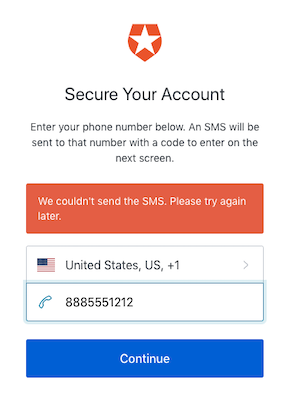 Secure Your Account
Enter your phone number below. An SMS will be
sent to that number with a code to enter on the
next screen.
We couldn't send the SMS. Please try again
later.
United States, US, +1
8885551212
Continue